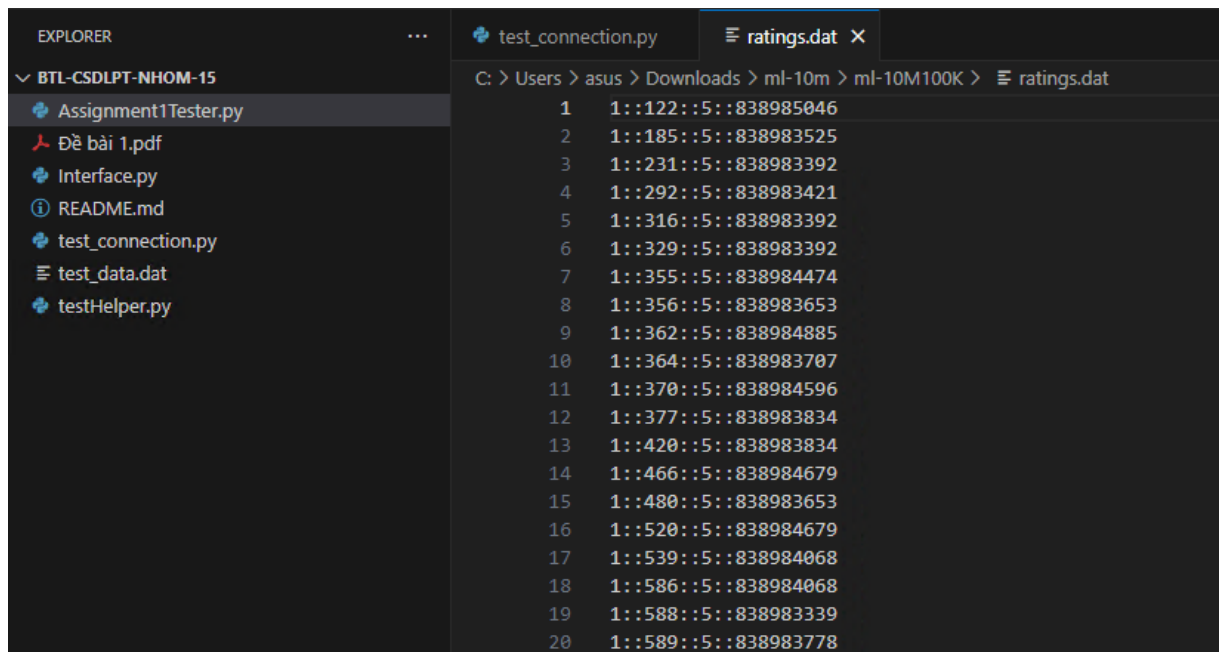 EXPLORER
...
BTL-CSDLPT-NHOM-15
Assignment1Tester.py
Đề bài 1.pdf
Interface.py
README.md
test_connection.py
test_data.dat
testHelper.py
test_connection.py
ratings.dat
C: > Users > asus > Downloads > ml-10m > ml-10M100K > ratings.dat
1 1::122::5::838985046
2 1::185::5::838983525
3 1::231::5::838983392
4 1::292::5::838983421
5 1::316::5::838983392
6 1::329::5::838983392
7 1::355::5::838984474
8 1::356::5::838983653
9 1::362::5::838984885
10 1::364::5::838983707
11 1::370::5::838984596
12 1::377::5::838983834
13 1::420::5::838983834
14 1::466::5::838984679
15 1::480::5::838983653
16 1::520::5::838984679
17 1::539::5::838984068
18 1::586::5::838984068
19 1::588::5::838983339
20 1::589::5::838983778